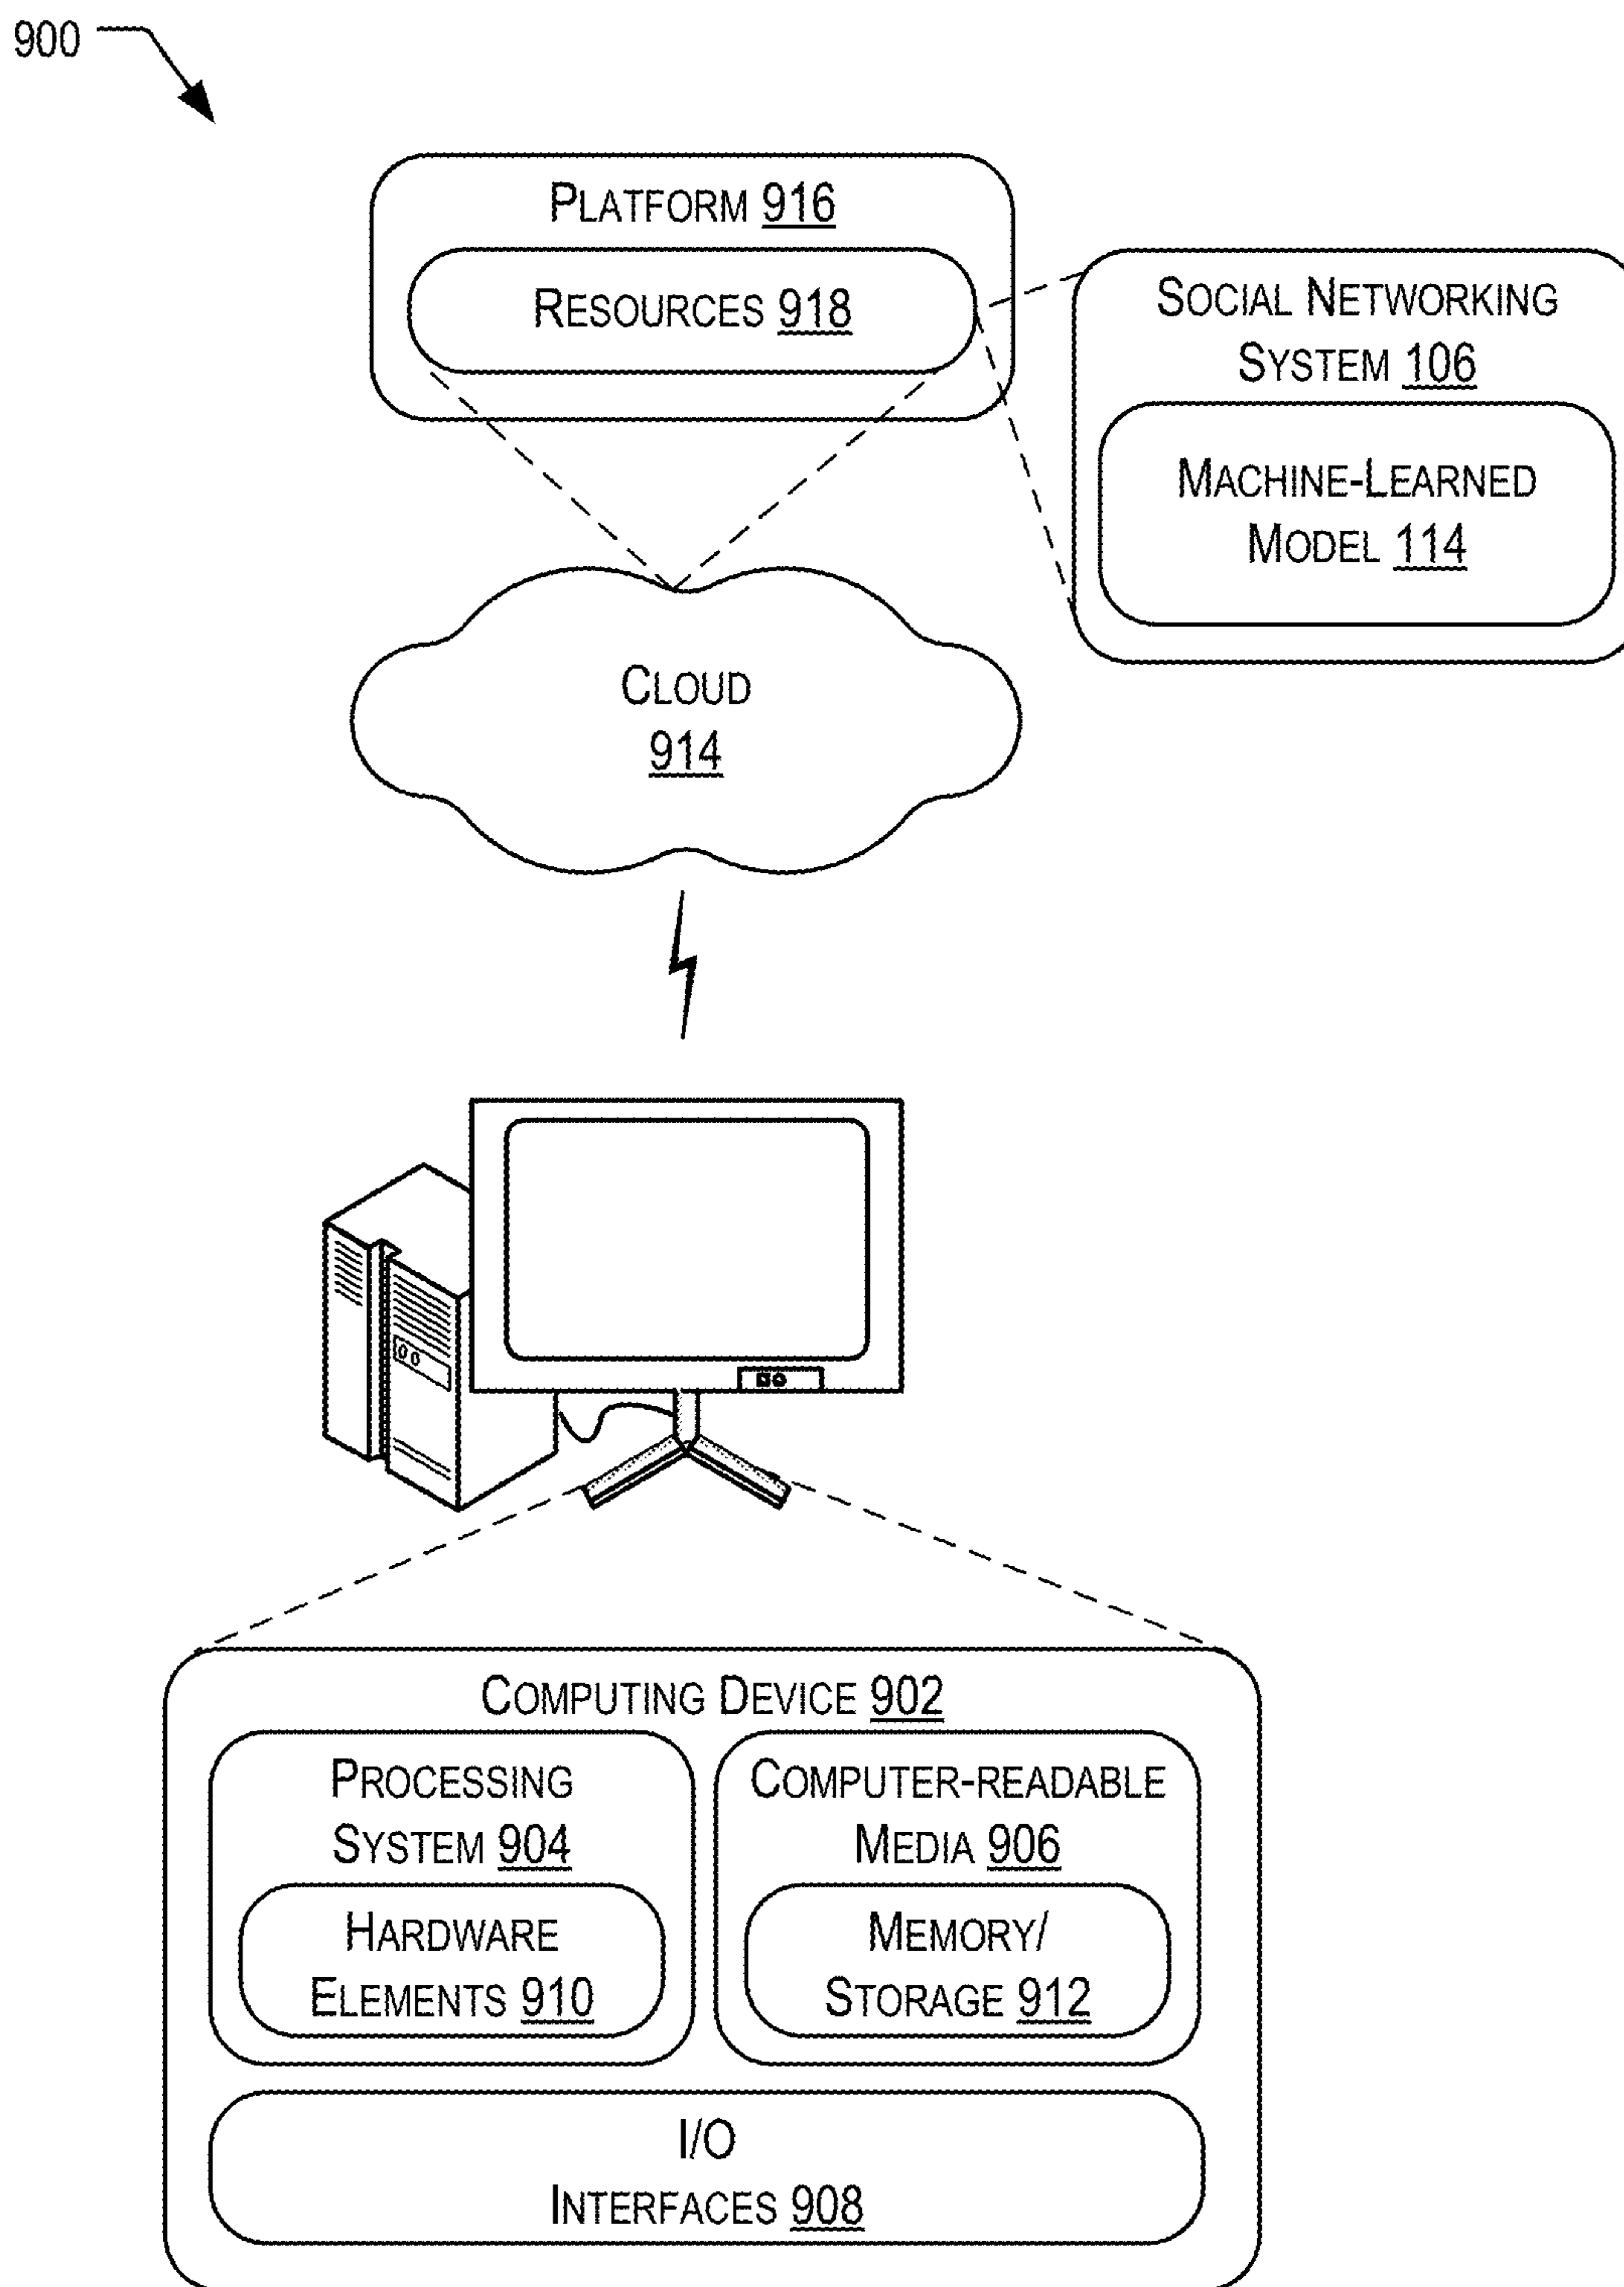 900
PLATFORM 916
RESOURCES 918
SOCIAL NETWORKING
SYSTEM 106
MACHINE-LEARNED
MODEL 114
CLOUD
914
COMPUTING DEVICE 902
PROCESSING
SYSTEM 904
HARDWARE
ELEMENTS 910
COMPUTER-READABLE
MEDIA 906
MEMORY/
STORAGE 912
I/O
INTERFACES 908